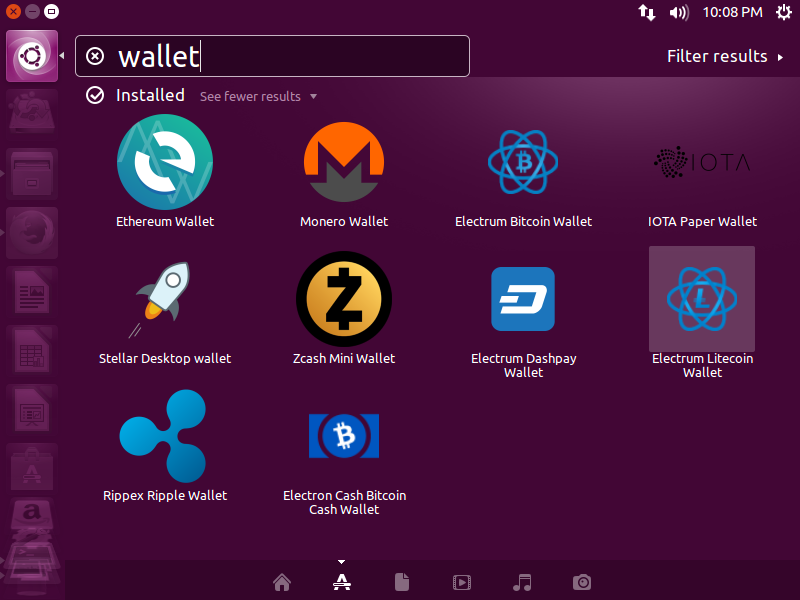 10:08 PM
wallet
Filter results
Installed See fewer results
Ethereum Wallet
Monero Wallet
Electrum Bitcoin Wallet
IOTA
IOTA Paper Wallet
Stellar Desktop wallet
Zcash Mini Wallet
Electrum Dashpay
Wallet
Electrum Litecoin
Wallet
Rippex Ripple Wallet
Electron Cash Bitcoin
Cash Wallet